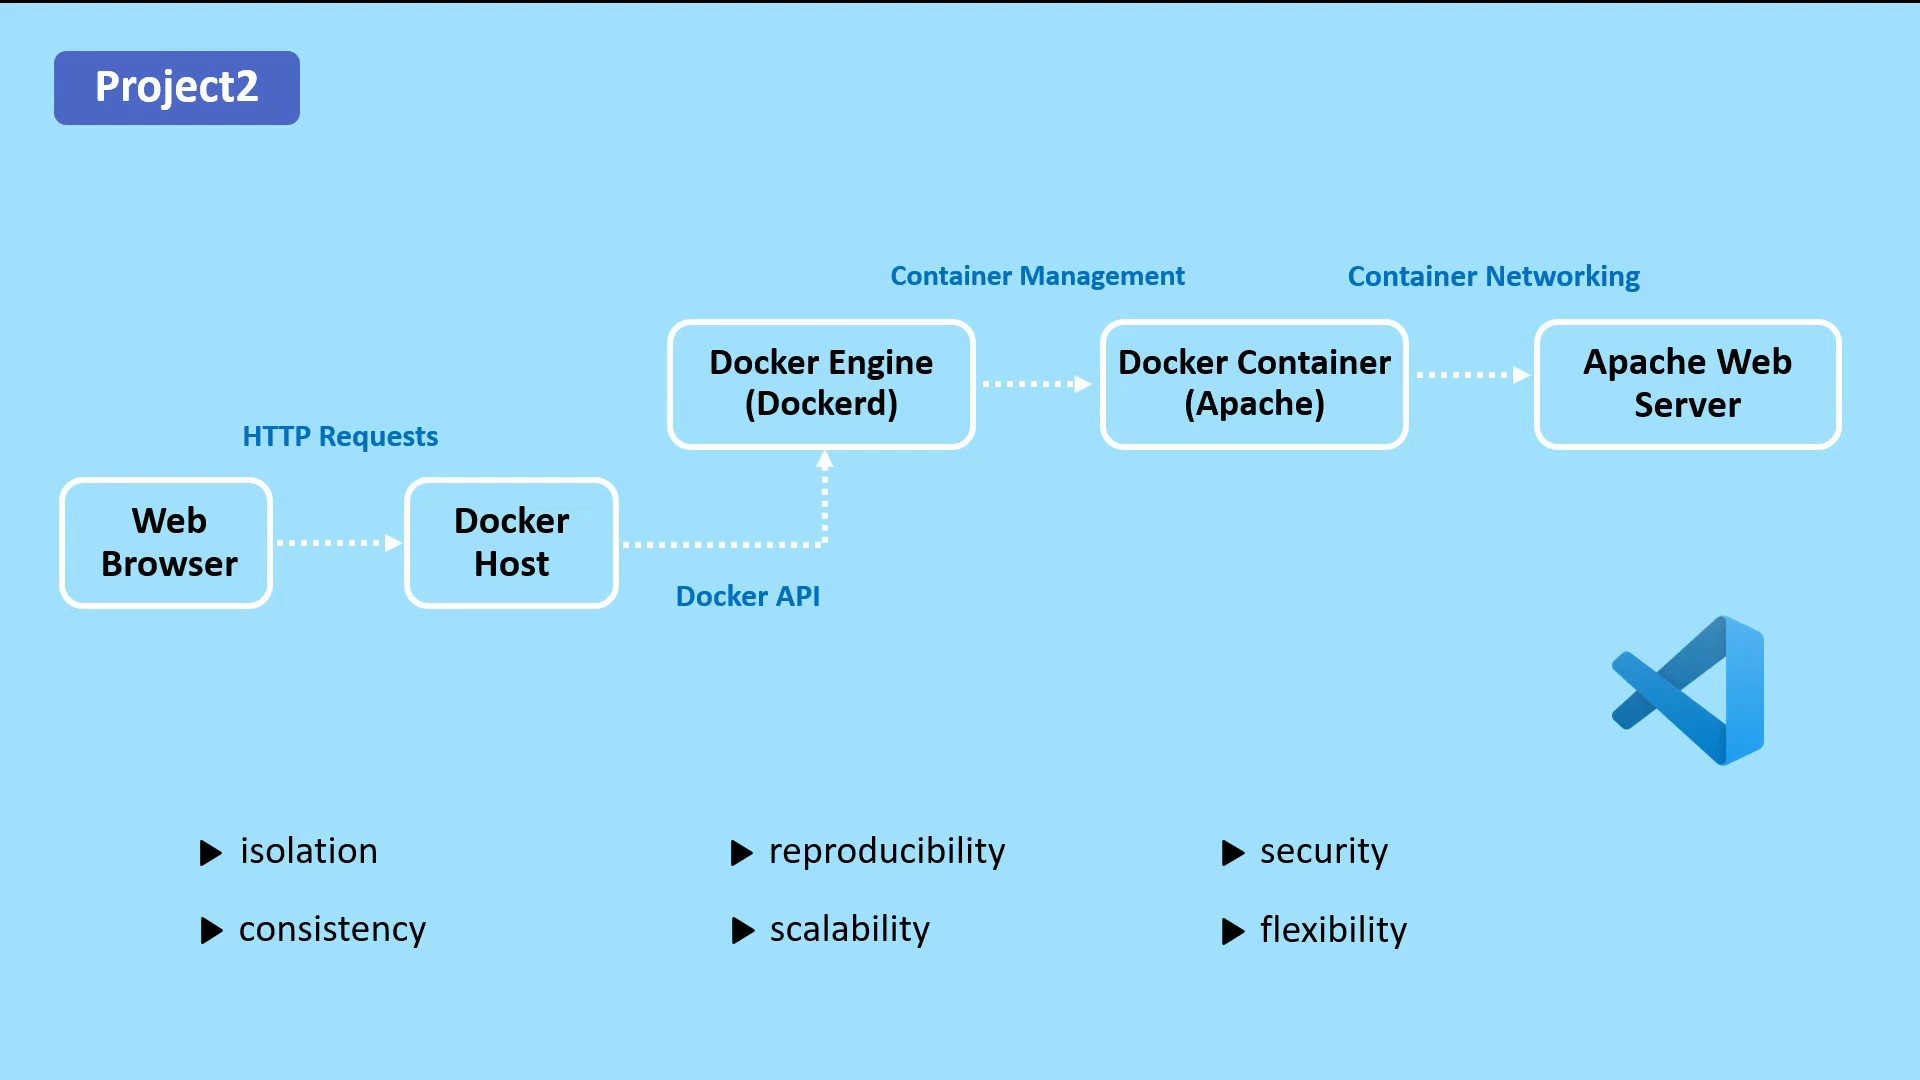 Project2
Container Management
Container Networking
Docker Engine
(Dockerd)
Docker Container
(Apache)
Apache Web
Server
HTTP Requests
Web
Browser
Docker
Host
Docker API
isolation
reproducibility
security
consistency
scalability
flexibility